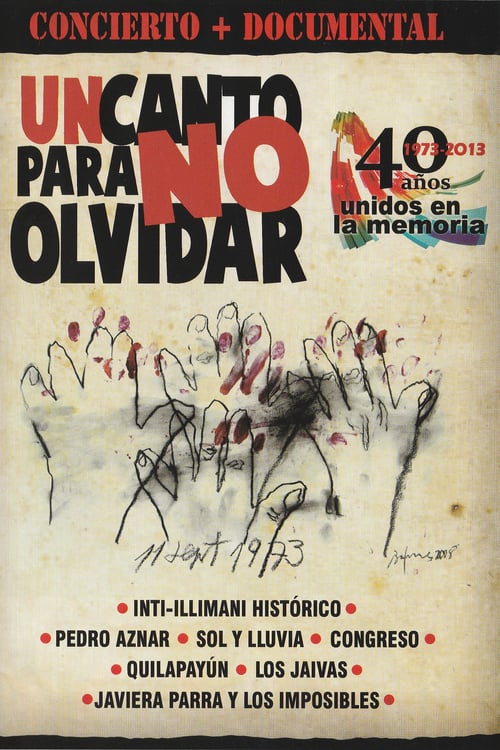 CONCIERTO + DOCUMENTAL
UN CANTO
PARA NO
OLVIDAR
40
1973-2013
años
unidos en
la memoria
11 sept 1973
2008
• INTI-ILLIMANI HISTÓRICO •
• PEDRO AZNAR • SOL Y LLUVIA • CONGRESO •
• QUILAPAYÚN • LOS JAIVAS •
• JAVIERA PARRA Y LOS IMPOSIBLES •